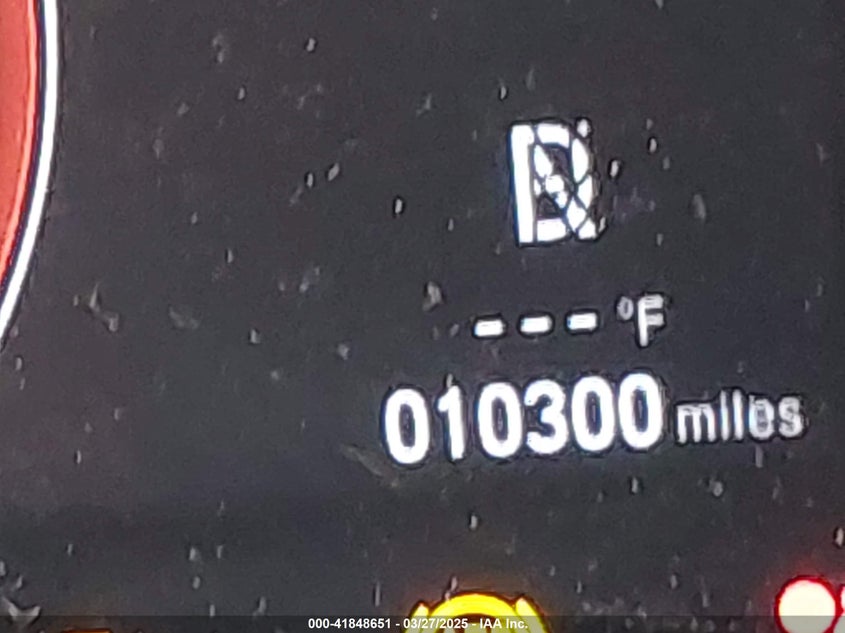 D
--- °F
010300 miles
000-41848651 - 03/27/2025 - IAA Inc.